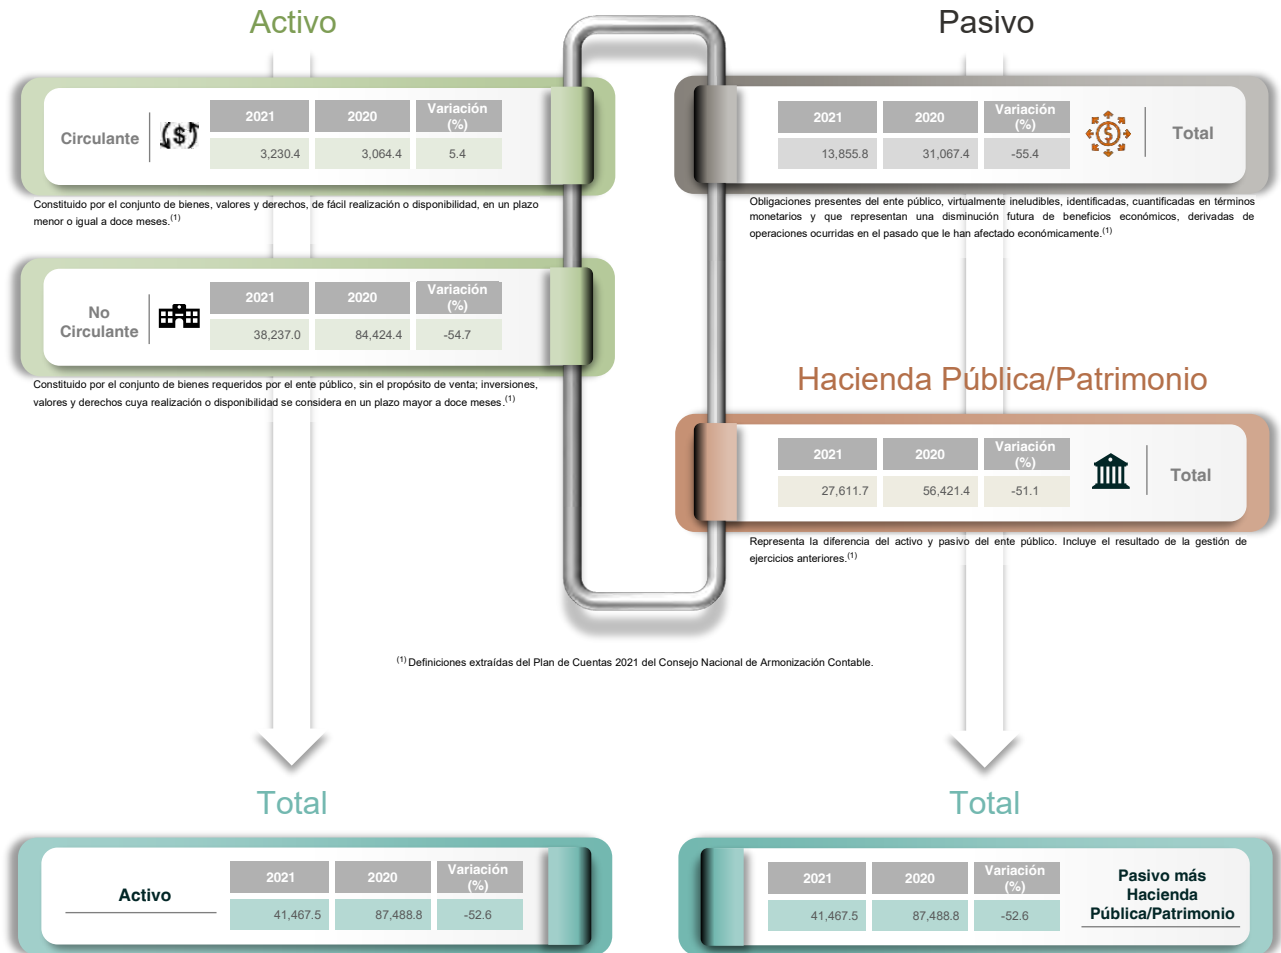 Activo
Circulante
2021 2020 Variación (%)
3,230.4 3,064.4 5.4
Constituido por el conjunto de bienes, valores y derechos, de fácil realización o disponibilidad, en un plazo
menor o igual a doce meses.(1)
No
Circulante
2021 2020 Variación (%)
38,237.0 84,424.4 -54.7
Constituido por el conjunto de bienes requeridos por el ente público, sin el propósito de venta; inversiones,
valores y derechos cuya realización o disponibilidad se considera en un plazo mayor a doce meses.(1)
Pasivo
2021 2020 Variación (%)
13,855.8 31,067.4 -55.4
Total
Obligaciones presentes del ente público, virtualmente ineludibles, identificadas, cuantificadas en términos
monetarios y que representan una disminución futura de beneficios económicos, derivadas de
operaciones ocurridas en el pasado que le han afectado económicamente.(1)
Hacienda Pública/Patrimonio
2021 2020 Variación (%)
27,611.7 56,421.4 -51.1
Total
Representa la diferencia del activo y pasivo del ente público. Incluye el resultado de la gestión de
ejercicios anteriores.(1)
(1) Definiciones extraídas del Plan de Cuentas 2021 del Consejo Nacional de Armonización Contable.
Total
Activo
2021 2020 Variación (%)
41,467.5 87,488.8 -52.6
Total
2021 2020 Variación (%)
41,467.5 87,488.8 -52.6
Pasivo más
Hacienda
Pública/Patrimonio